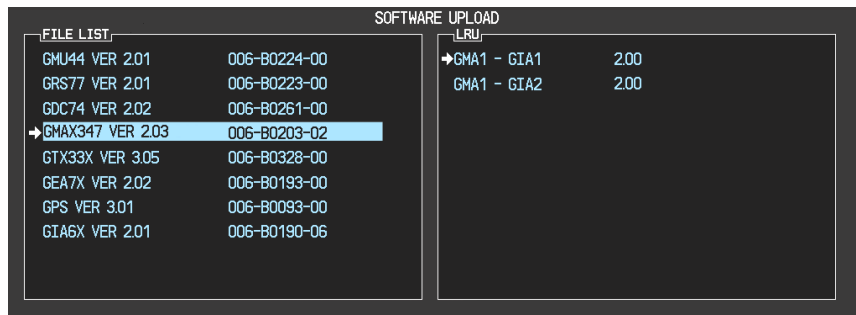 SOFTWARE UPLOAD
FILE LIST
GMU44 VER 2.01 006-B0224-00
GRS77 VER 2.01 006-B0223-00
GDC74 VER 2.02 006-B0261-00
GMAX347 VER 2.03 006-B0203-02
GTX33X VER 3.05 006-B0328-00
GEA7X VER 2.02 006-B0193-00
GPS VER 3.01 006-B0093-00
GIA6X VER 2.01 006-B0190-06
LRU
GMA1 - GIA1 2.00
GMA1 - GIA2 2.00